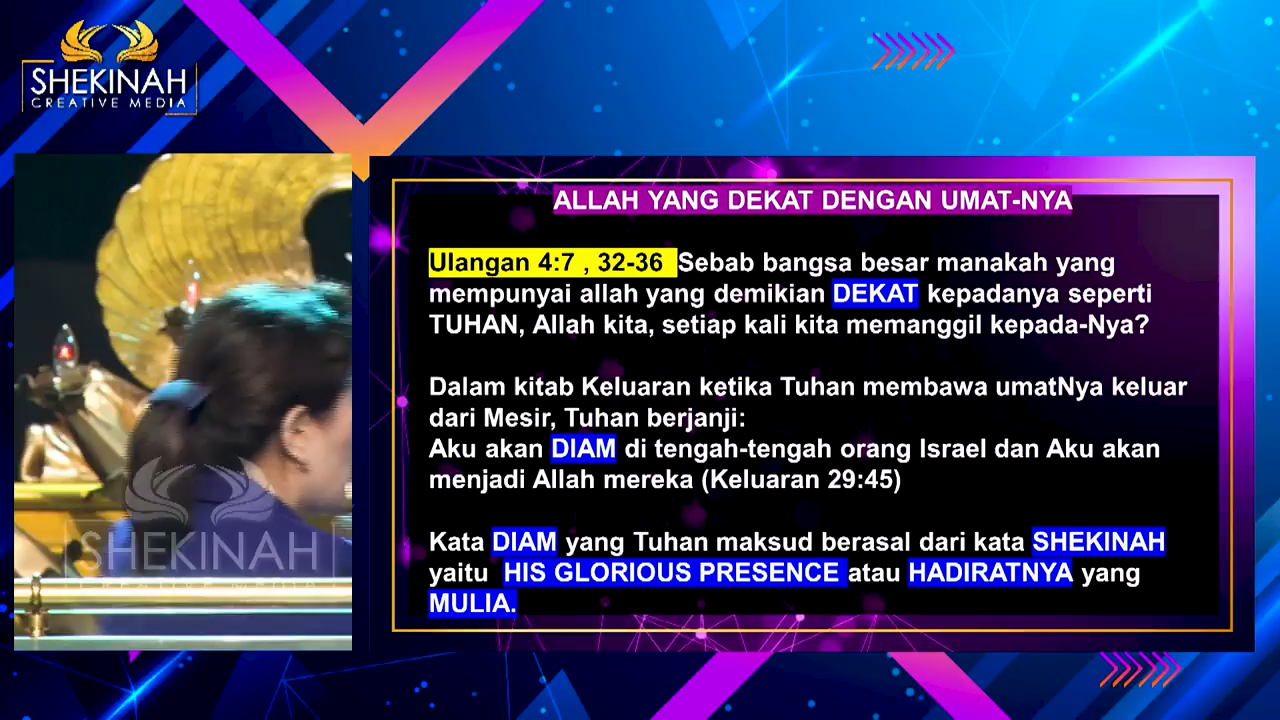 SHEKINAH
CREATIVE MEDIA
ALLAH YANG DEKAT DENGAN UMAT-NYA
Ulangan 4:7 , 32-36 Sebab bangsa besar manakah yang
mempunyai allah yang demikian DEKAT kepadanya seperti
TUHAN, Allah kita, setiap kali kita memanggil kepada-Nya?
Dalam kitab Keluaran ketika Tuhan membawa umatNya keluar
dari Mesir, Tuhan berjanji:
Aku akan DIAM di tengah-tengah orang Israel dan Aku akan
menjadi Allah mereka (Keluaran 29:45)
Kata DIAM yang Tuhan maksud berasal dari kata SHEKINAH
yaitu HIS GLORIOUS PRESENCE atau HADIRATNYA yang
MULIA.
SHEKINAH
CREATIVE MEDIA